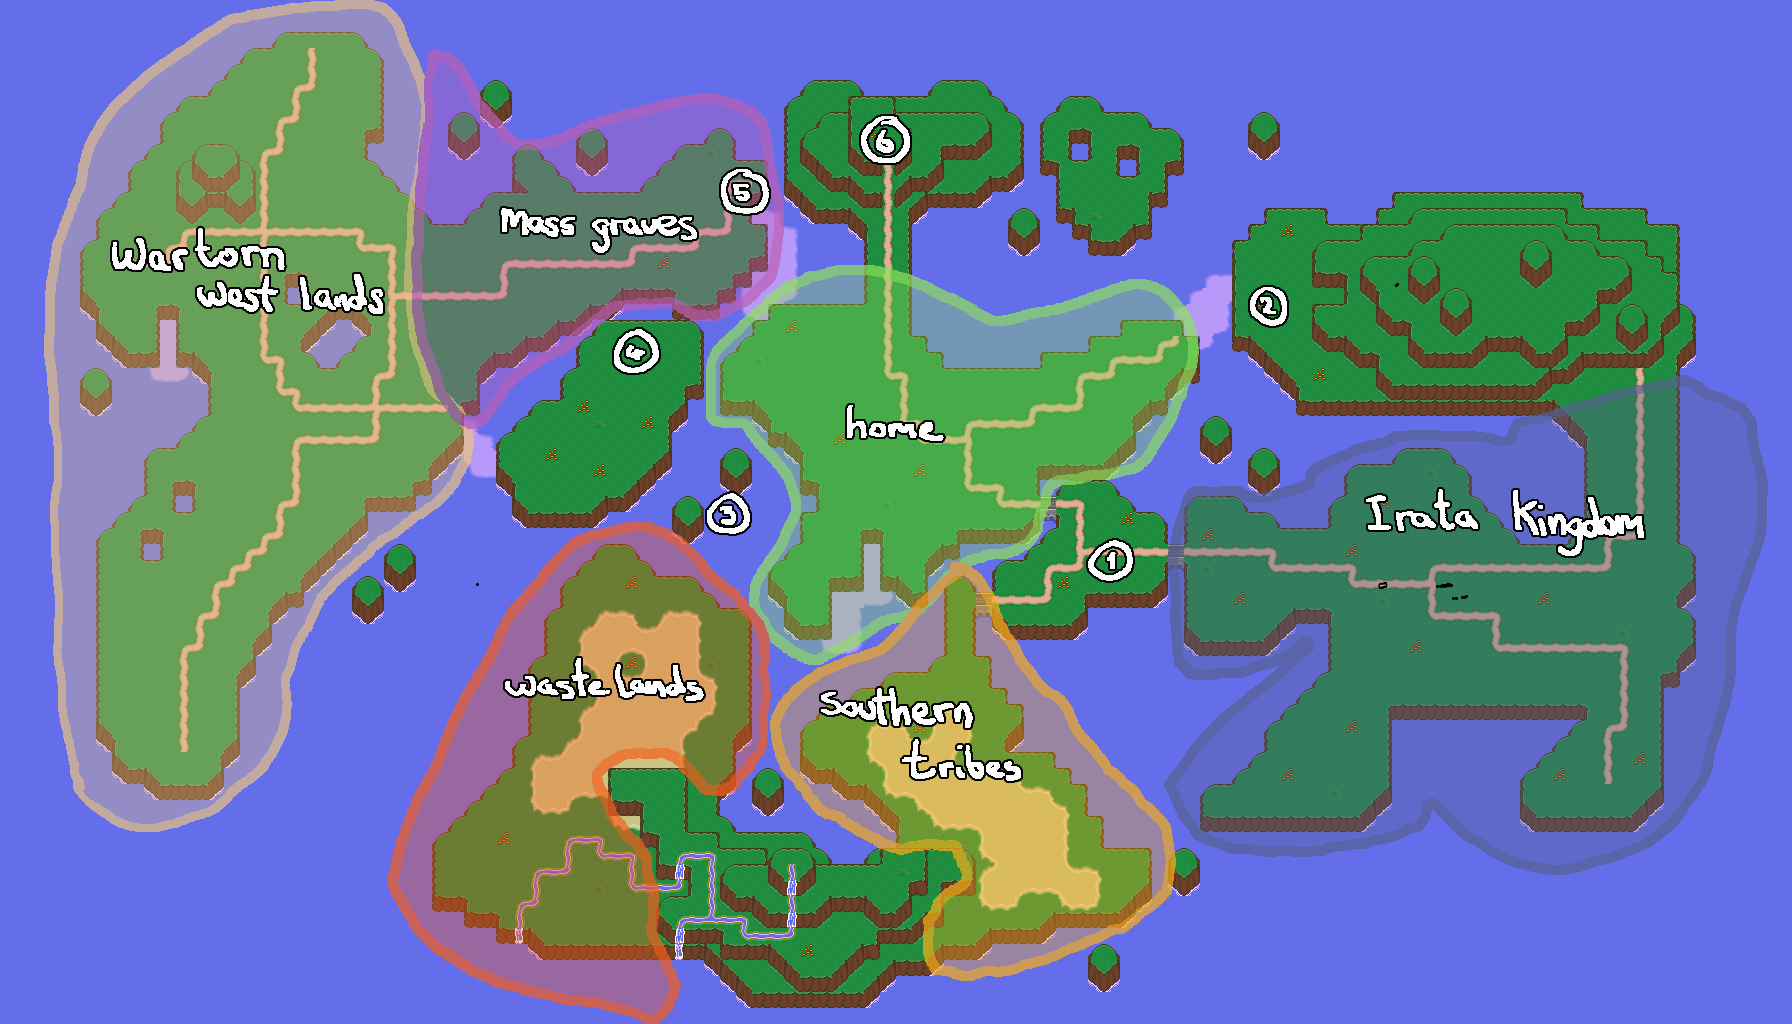 6
5
Mass graves
Wartorn
west lands
2
4
home
3
Irata Kingdom
1
waste lands
Southern
tribes